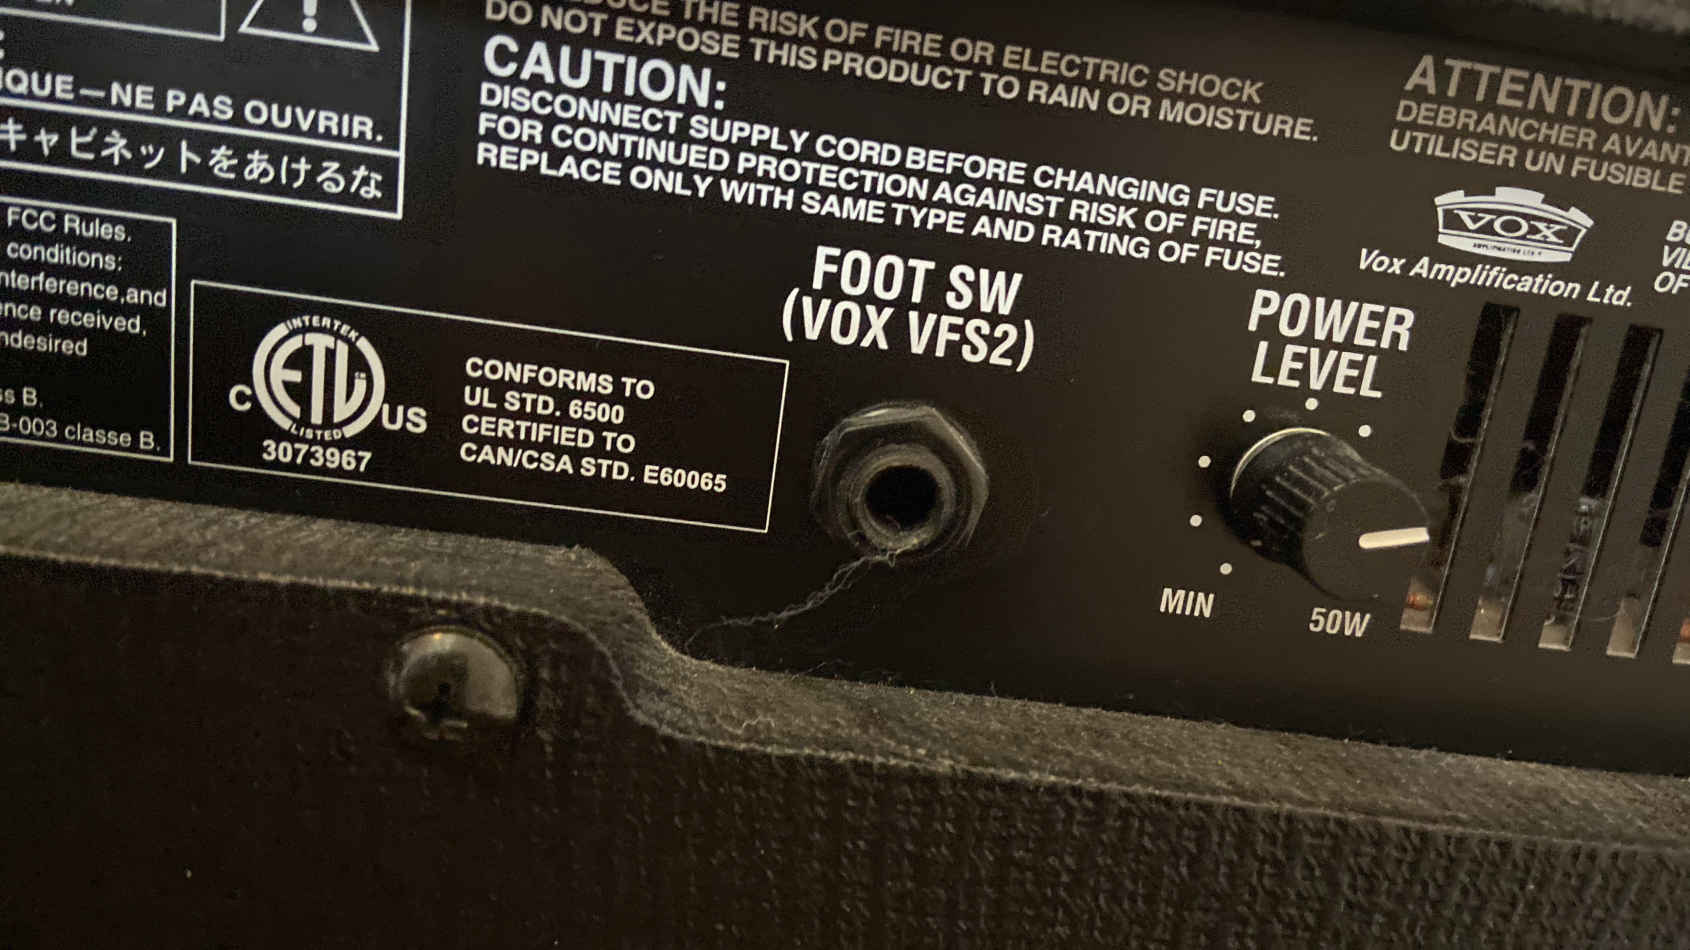 !
IQUE—NE PAS OUVRIR.
キャビネットをあけるな
FCC Rules.
conditions:
nterference,and
received,
ndesired
B.
B-003 classe B.
THE RISK OF FIRE OR ELECTRIC SHOCK
DO NOT EXPOSE THIS PRODUCT TO RAIN OR MOISTURE.
CAUTION:
DISCONNECT SUPPLY CORD BEFORE CHANGING FUSE.
FOR CONTINUED PROTECTION AGAINST RISK OF FIRE,
REPLACE ONLY WITH SAME TYPE AND RATING OF FUSE.
ATTENTION:
DEBRANCHER AVANT
UTILISER UN FUSIBLE
VOX
Vox Amplification Ltd.
OF
INTERTEK
C ETL US
LISTED
3073967
CONFORMS TO
UL STD. 6500
CERTIFIED TO
CAN/CSA STD. E60065
FOOT SW
(VOX VFS2)
POWER
LEVEL
MIN
50W